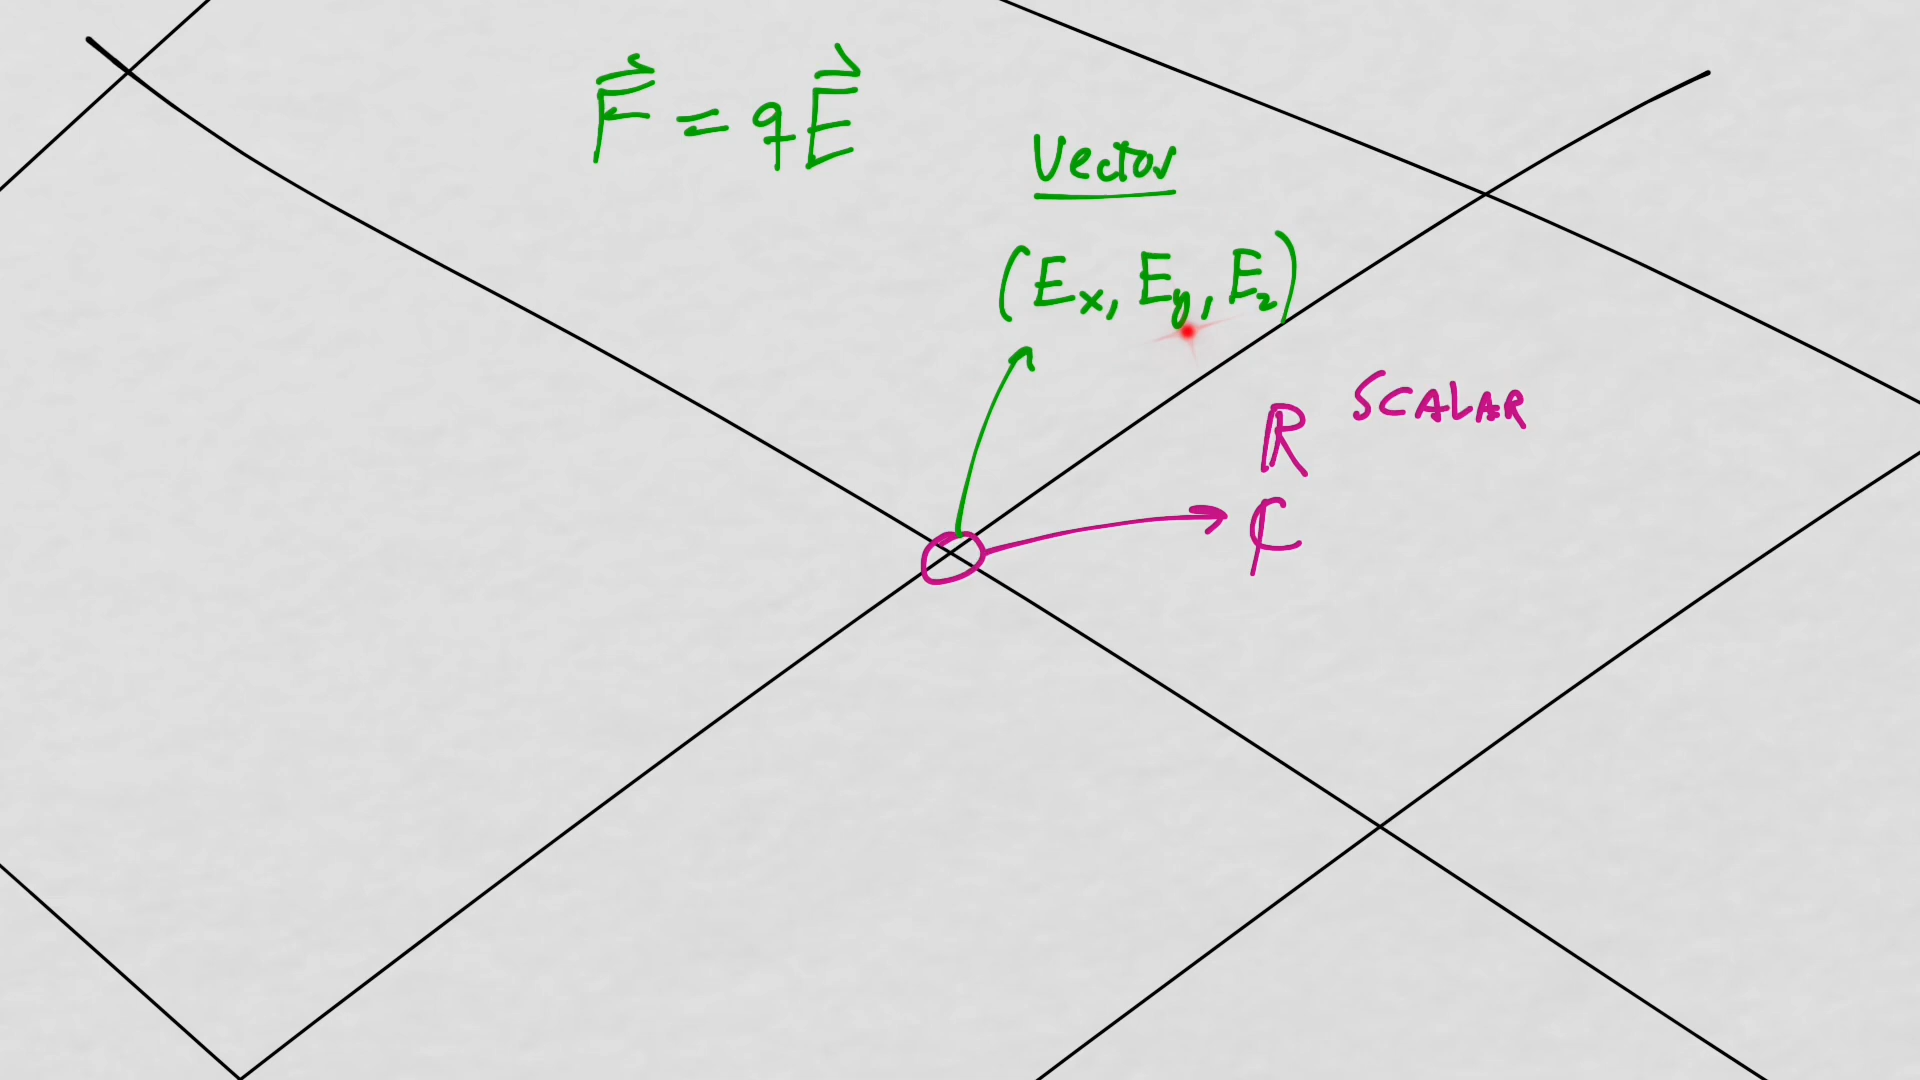 F⃗ = qE⃗
Vector
(Ex, Ey, Ez)
SCALAR
ℝ
ℂ